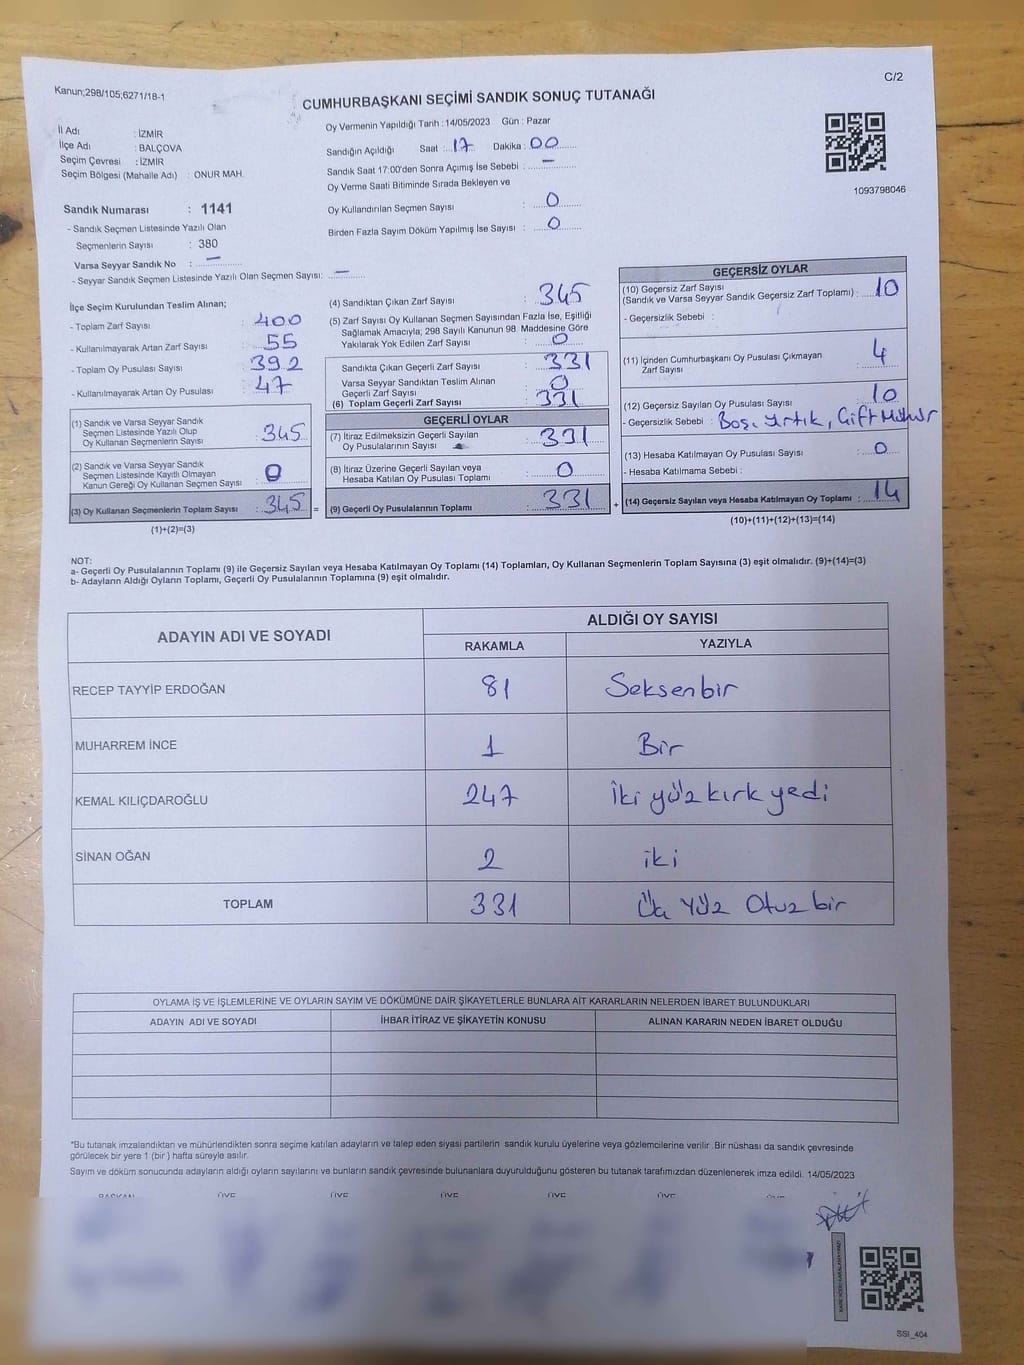 C/2
Kanun;298/105;6271/18-1
CUMHURBAŞKANI SEÇİMİ SANDIK SONUÇ TUTANAĞI
İl Adı : İZMİR
İlçe Adı : BALÇOVA
Seçim Çevresi : İZMİR
Seçim Bölgesi (Mahalle Adı) : ONUR MAH.
Sandık Numarası : 1141
- Sandık Seçmen Listesinde Yazılı Olan
Seçmenlerin Sayısı : 380
Varsa Seyyar Sandık No : —
- Seyyar Sandık Seçmen Listesinde Yazılı Olan Seçmen Sayısı: —
Oy Vermenin Yapıldığı Tarih : 14/05/2023 Gün : Pazar
Sandığın Açıldığı Saat : 17 Dakika : 00
Sandık Saat 17:00'den Sonra Açımış İse Sebebi : —
Oy Verme Saati Bitiminde Sırada Bekleyen ve
Oy Kullandırılan Seçmen Sayısı : 0
Birden Fazla Sayım Döküm Yapılmış İse Sayısı : 0
1093798046
İlçe Seçim Kurulundan Teslim Alınan;
- Toplam Zarf Sayısı : 400
- Kullanılmayarak Artan Zarf Sayısı : 55
- Toplam Oy Pusulası Sayısı : 392
- Kullanılmayarak Artan Oy Pusulası : 47
(1) Sandık ve Varsa Seyyar Sandık
Seçmen Listesinde Yazılı Olup
Oy Kullanan Seçmenlerin Sayısı : 345
(2) Sandık ve Varsa Seyyar Sandık
Seçmen Listesinde Kayıtlı Olmayan
Kanun Gereği Oy Kullanan Seçmen Sayısı : 0
(3) Oy Kullanan Seçmenlerin Toplam Sayısı : 345 =
(1)+(2)=(3)
(4) Sandıktan Çıkan Zarf Sayısı : 345
(5) Zarf Sayısı Oy Kullanan Seçmen Sayısından Fazla İse, Eşitliği
Sağlamak Amacıyla; 298 Sayılı Kanunun 98. Maddesine Göre
Yakılarak Yok Edilen Zarf Sayısı : 0
Sandıkta Çıkan Geçerli Zarf Sayısı : 331
Varsa Seyyar Sandıktan Teslim Alınan
Geçerli Zarf Sayısı : 0
(6) Toplam Geçerli Zarf Sayısı : 331
GEÇERLİ OYLAR
(7) İtiraz Edilmeksizin Geçerli Sayılan
Oy Pusulalarının Sayısı : 331
(8) İtiraz Üzerine Geçerli Sayılan veya
Hesaba Katılan Oy Pusulası Toplamı : 0
(9) Geçerli Oy Pusulalarının Toplamı : 331 +
GEÇERSİZ OYLAR
(10) Geçersiz Zarf Sayısı
(Sandık ve Varsa Seyyar Sandık Geçersiz Zarf Toplamı) : 10
- Geçersizlik Sebebi :
(11) İçinden Cumhurbaşkanı Oy Pusulası Çıkmayan
Zarf Sayısı : 4
(12) Geçersiz Sayılan Oy Pusulası Sayısı : 10
- Geçersizlik Sebebi : Boş, Yırtık, Çift Mühür
(13) Hesaba Katılmayan Oy Pusulası Sayısı : 0
- Hesaba Katılmama Sebebi :
(14) Geçersiz Sayılan veya Hesaba Katılmayan Oy Toplamı : 14
(10)+(11)+(12)+(13)=(14)
NOT:
a- Geçerli Oy Pusulalarının Toplamı (9) ile Geçersiz Sayılan veya Hesaba Katılmayan Oy Toplamı (14) Toplamları, Oy Kullanan Seçmenlerin Toplam Sayısına (3) eşit olmalıdır. (9)+(14)=(3)
b- Adayların Aldığı Oyların Toplamı, Geçerli Oy Pusulalarının Toplamına (9) eşit olmalıdır.
ADAYIN ADI VE SOYADI ALDIĞI OY SAYISI
RAKAMLA YAZIYLA
RECEP TAYYİP ERDOĞAN 81 Seksenbir
MUHARREM İNCE 1 Bir
KEMAL KILIÇDAROĞLU 247 İki yüz kırk yedi
SİNAN OĞAN 2 iki
TOPLAM 331 Üç Yüz Otuz bir
OYLAMA İŞ VE İŞLEMLERİNE VE OYLARIN SAYIM VE DÖKÜMÜNE DAİR ŞİKAYETLERLE BUNLARA AİT KARARLARIN NELERDEN İBARET BULUNDUKLARI
ADAYIN ADI VE SOYADI İHBAR İTİRAZ VE ŞİKAYETİN KONUSU ALINAN KARARIN NEDEN İBARET OLDUĞU
*Bu tutanak imzalandıktan ve mühürlendikten sonra seçime katılan adayların ve talep eden siyasi partilerin sandık kurulu üyelerine veya gözlemcilerine verilir. Bir nüshası da sandık çevresinde
görülecek bir yere 1 (bir) hafta süreyle asılır.
Sayım ve döküm sonucunda adayların aldığı oyların sayılarını ve bunların sandık çevresinde bulunanlara duyurulduğunu gösteren bu tutanak tarafımızdan düzenlenerek imza edildi. 14/05/2023
BAŞKAN ÜYE ÜYE ÜYE ÜYE ÜYE
SSI_404